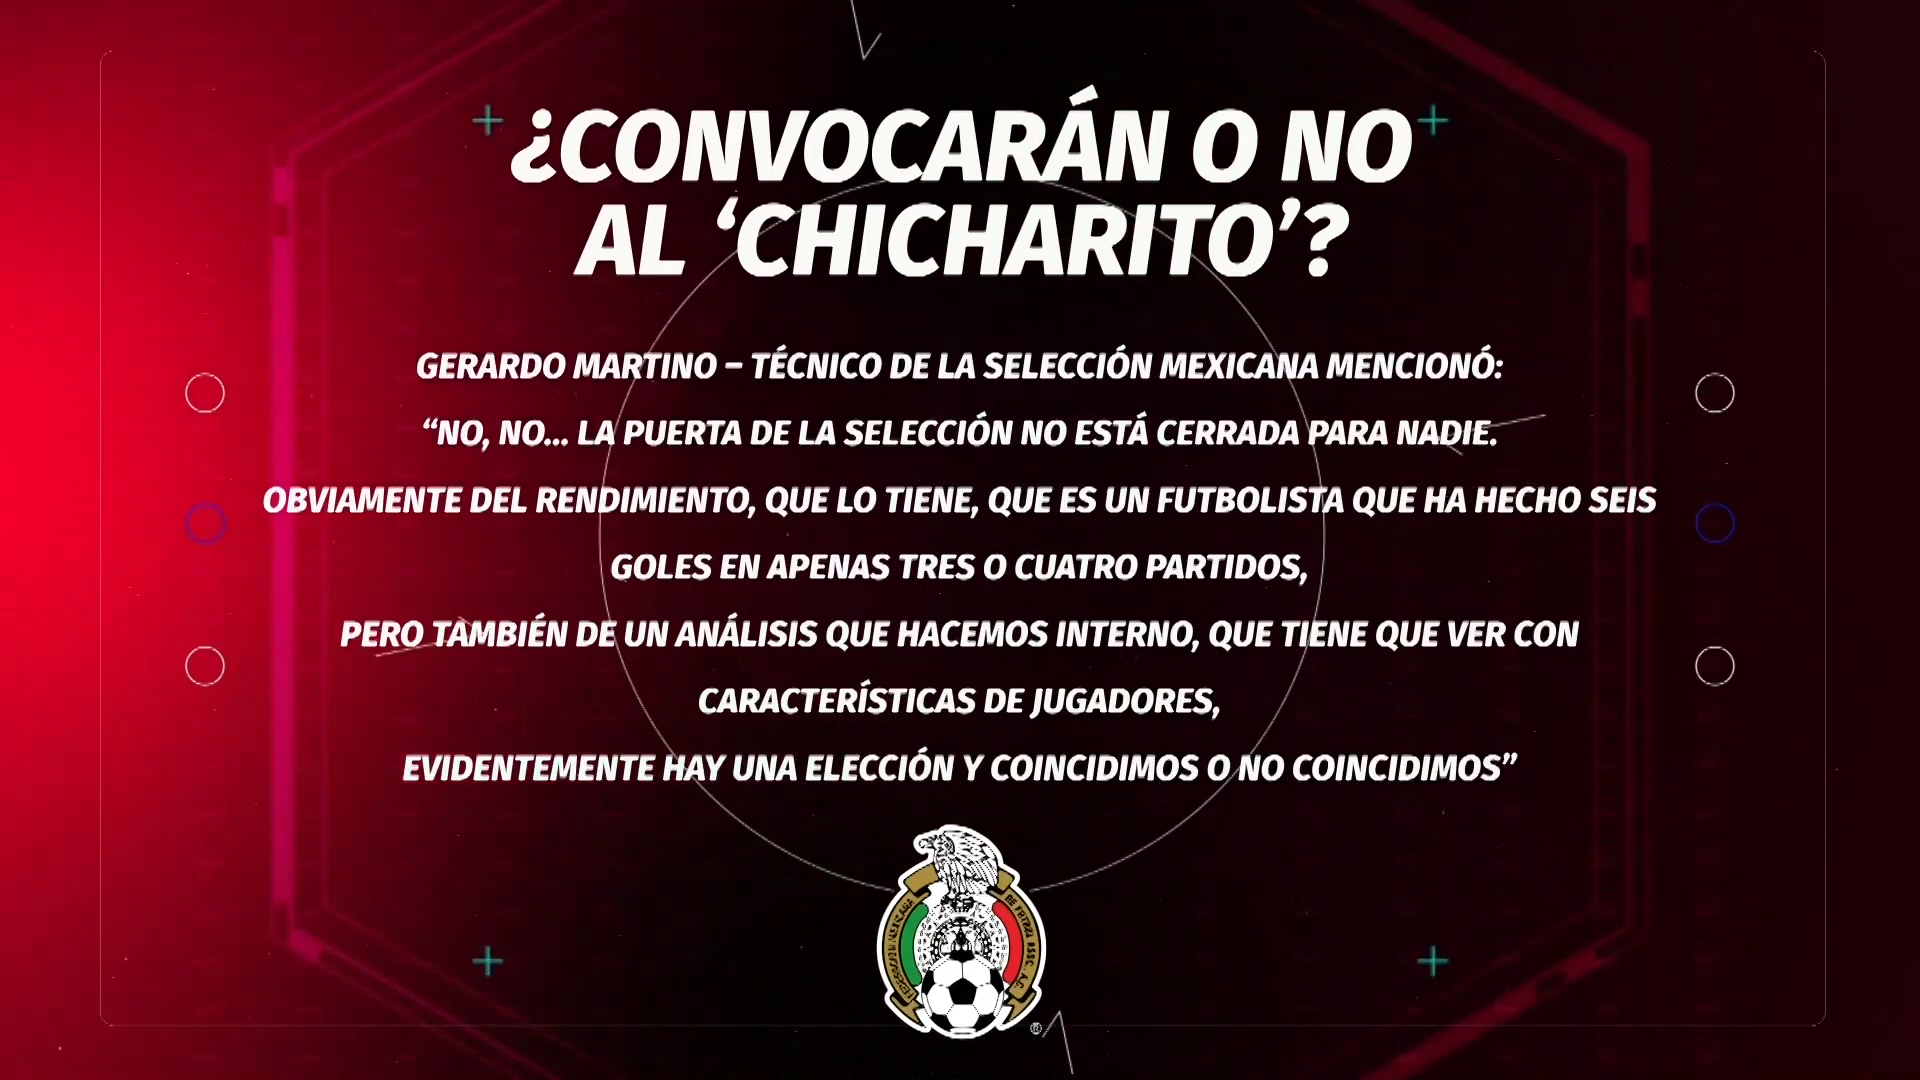 ¿CONVOCARÁN O NO
AL ‘CHICHARITO’?
GERARDO MARTINO – TÉCNICO DE LA SELECCIÓN MEXICANA MENCIONÓ:
“NO, NO... LA PUERTA DE LA SELECCIÓN NO ESTÁ CERRADA PARA NADIE.
OBVIAMENTE DEL RENDIMIENTO, QUE LO TIENE, QUE ES UN FUTBOLISTA QUE HA HECHO SEIS
GOLES EN APENAS TRES O CUATRO PARTIDOS,
PERO TAMBIÉN DE UN ANÁLISIS QUE HACEMOS INTERNO, QUE TIENE QUE VER CON
CARACTERÍSTICAS DE JUGADORES,
EVIDENTEMENTE HAY UNA ELECCIÓN Y COINCIDIMOS O NO COINCIDIMOS”